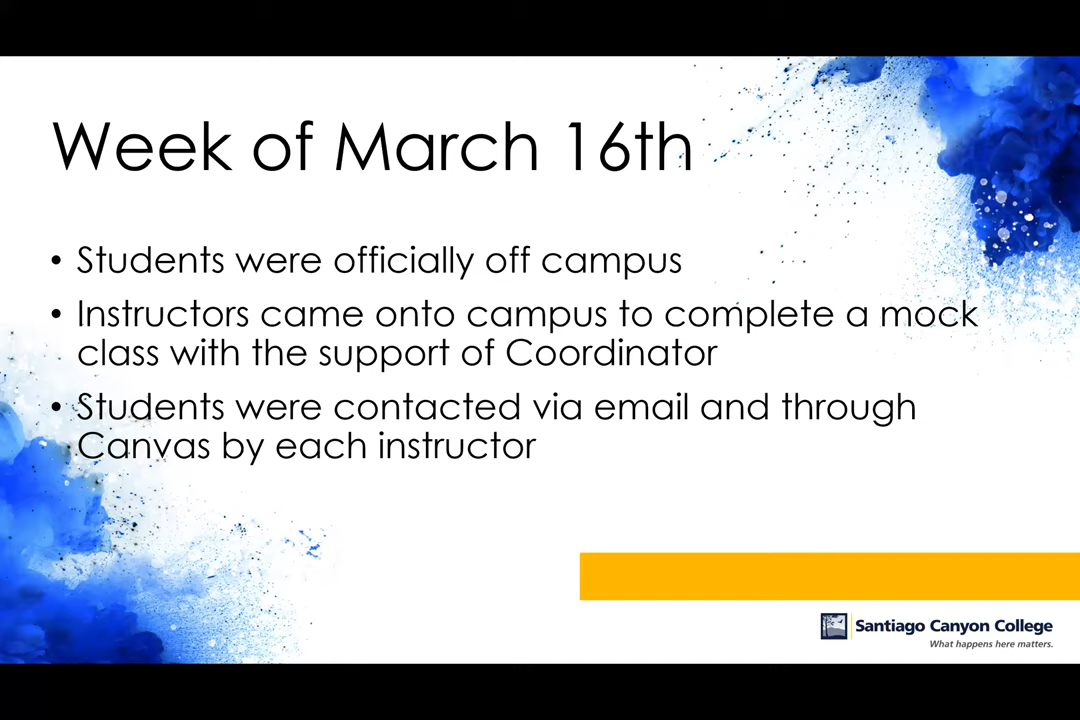 Week of March 16th
• Students were officially off campus
• Instructors came onto campus to complete a mock
class with the support of Coordinator
• Students were contacted via email and through
Canvas by each instructor
Santiago Canyon College
What happens here matters.